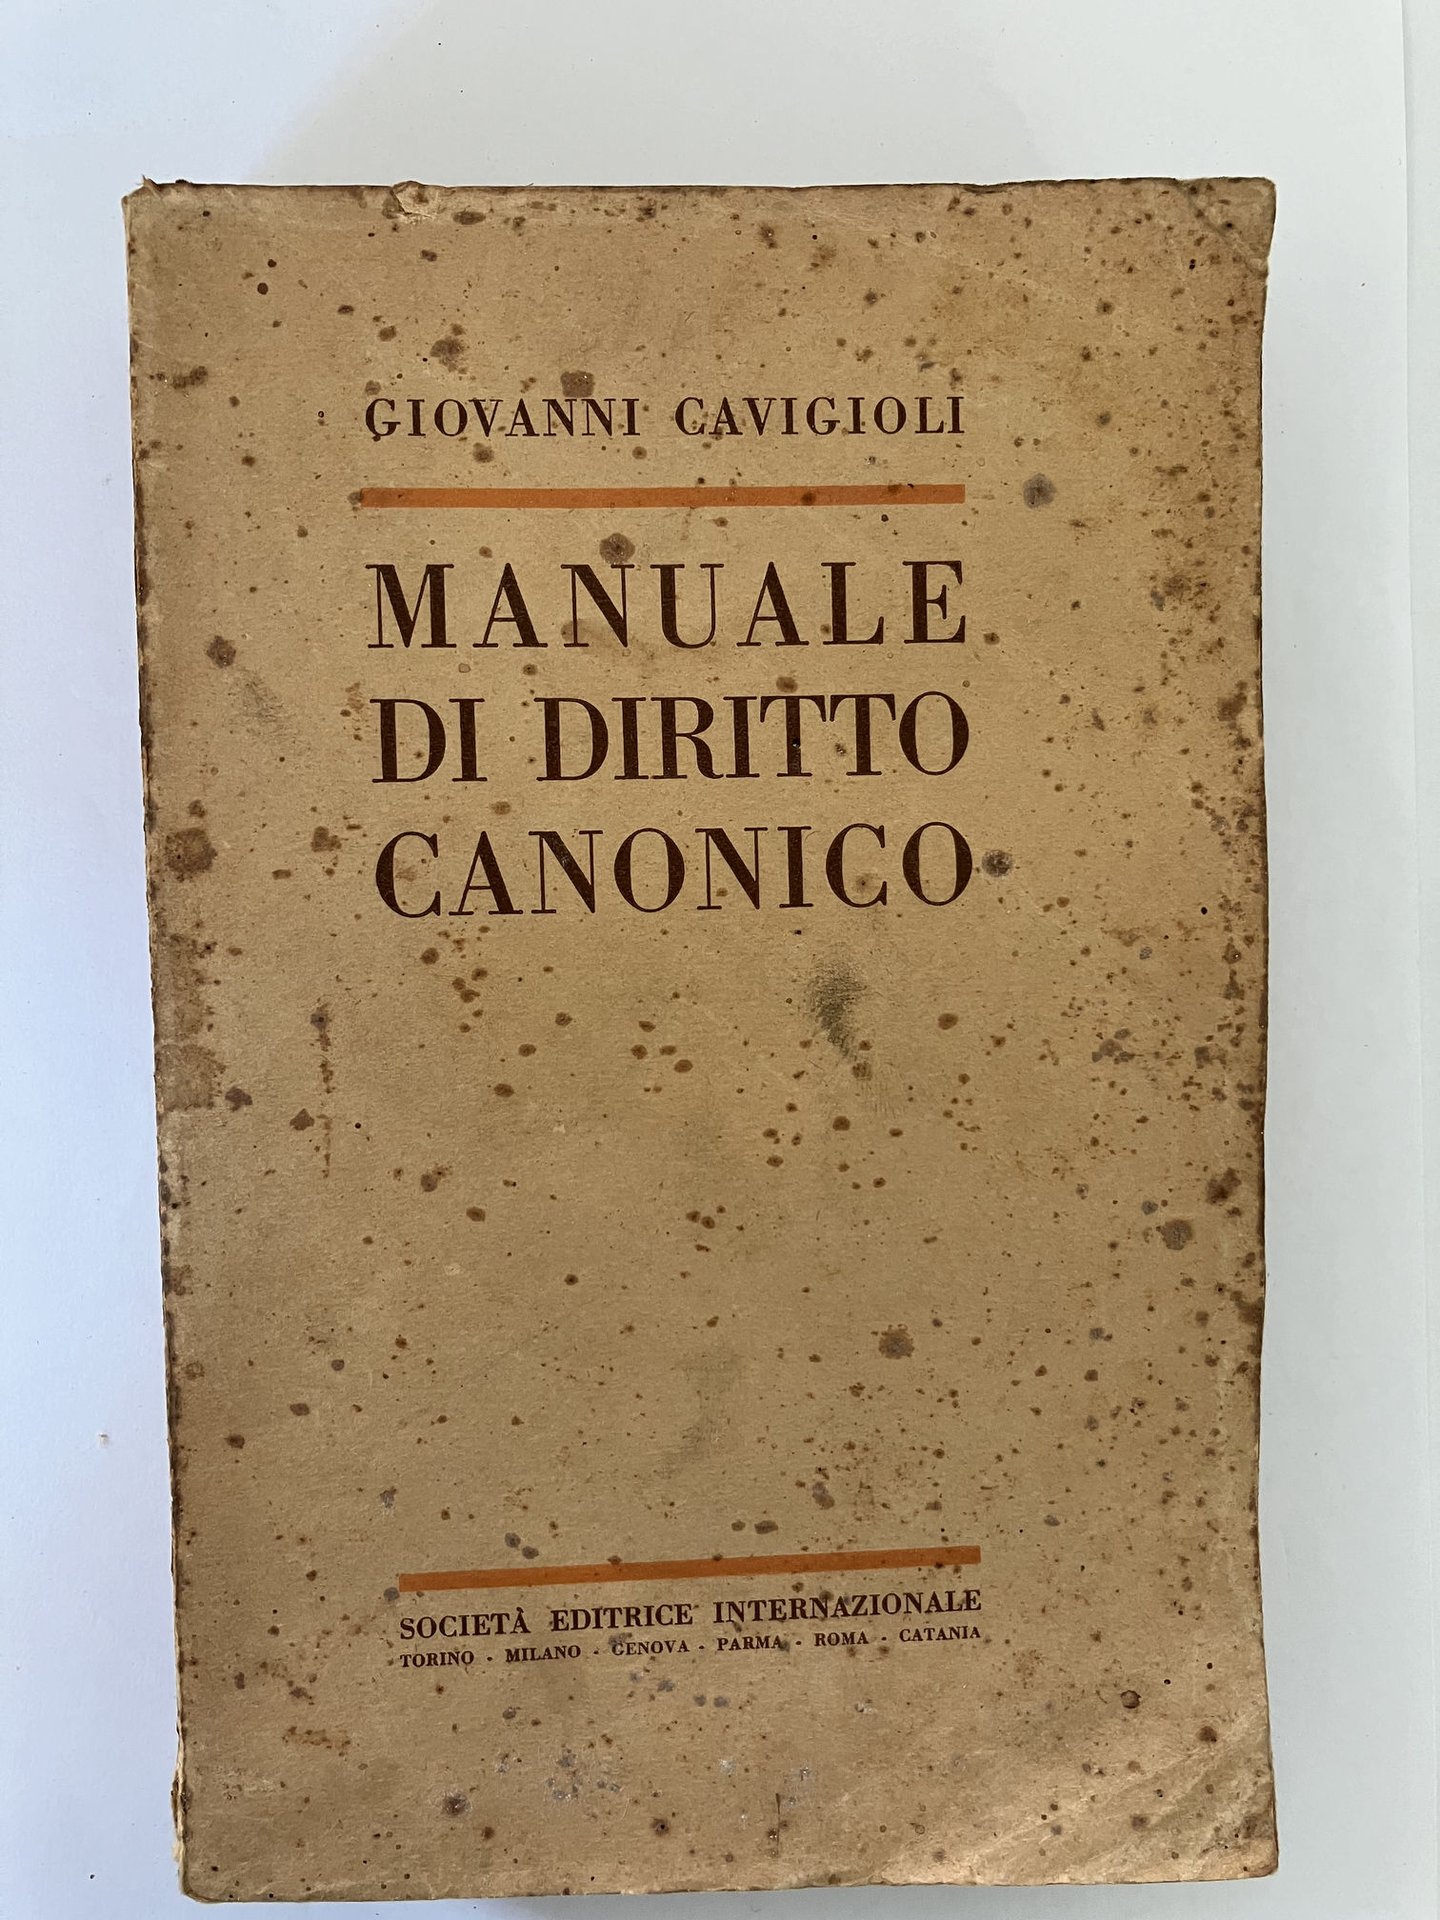 GIOVANNI CAVIGIOLI
MANUALE
DI DIRITTO
CANONICO
SOCIETÀ EDITRICE INTERNAZIONALE
TORINO - MILANO - GENOVA - PARMA - ROMA - CATANIA